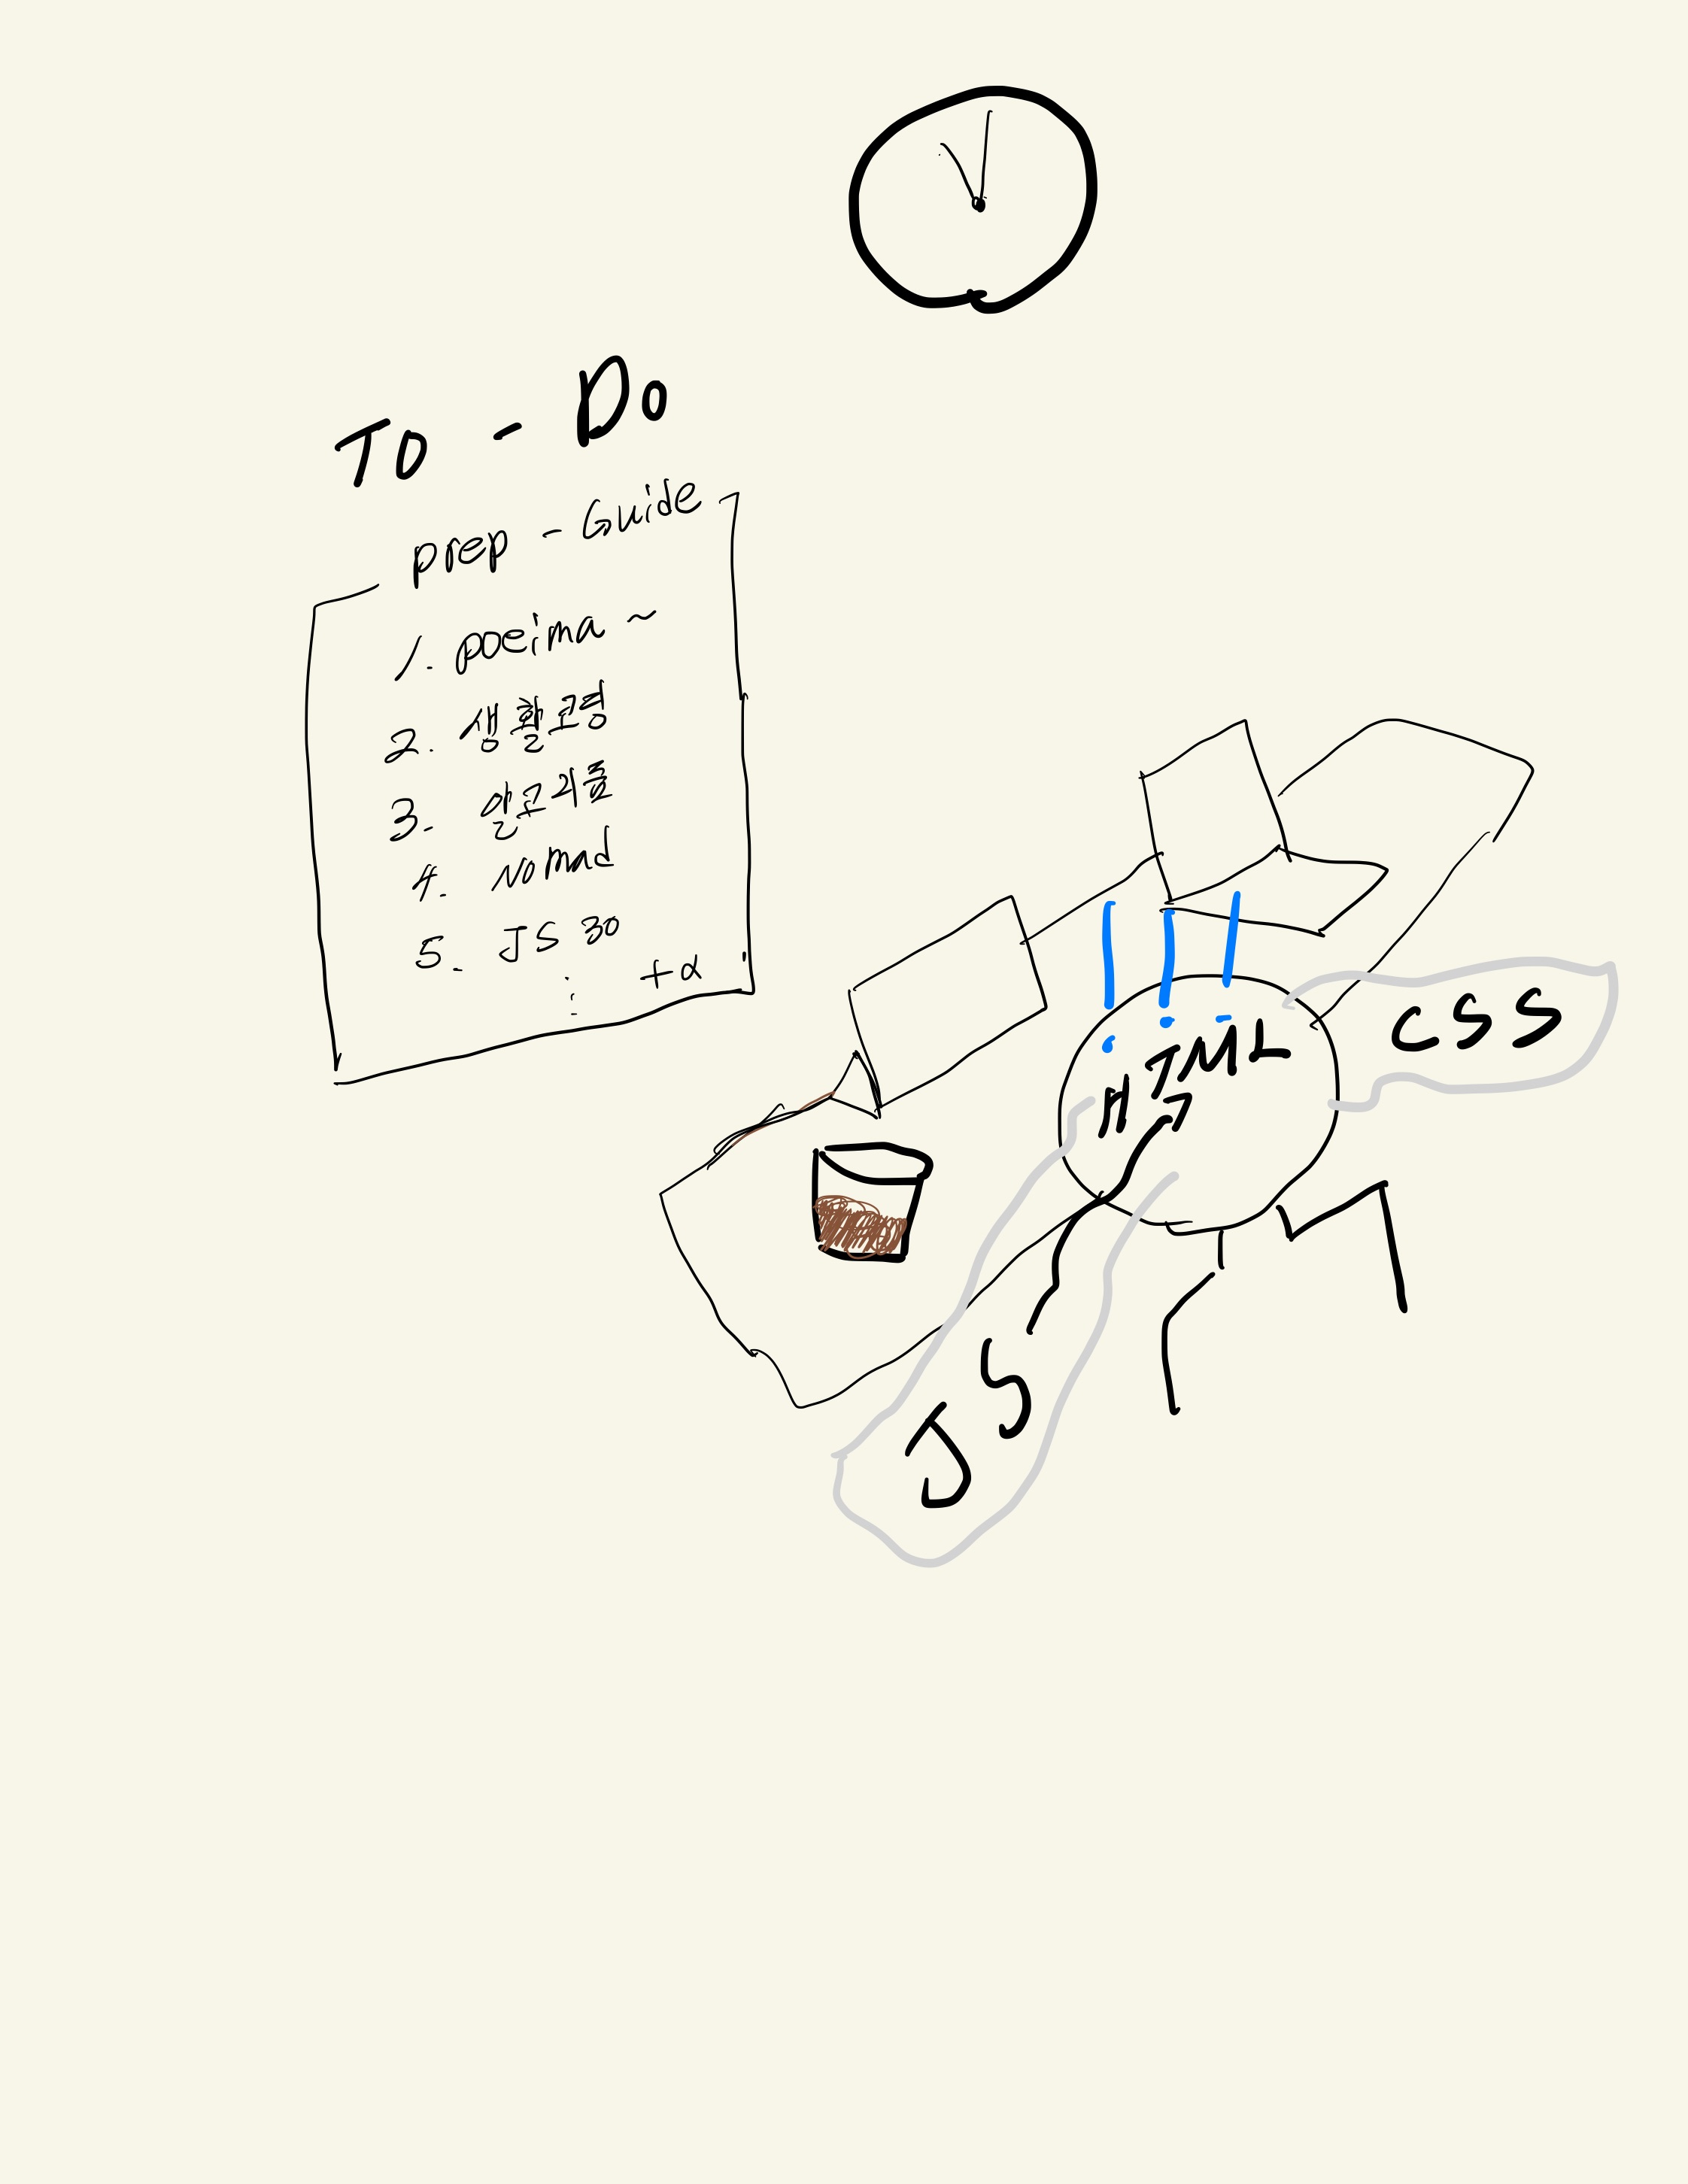 To - Do
prep - Guide
1. poeima ~
2. 생활코딩
3. 알고리즘
4. Nomad
5. JS 30
+α
HTML
CSS
JS